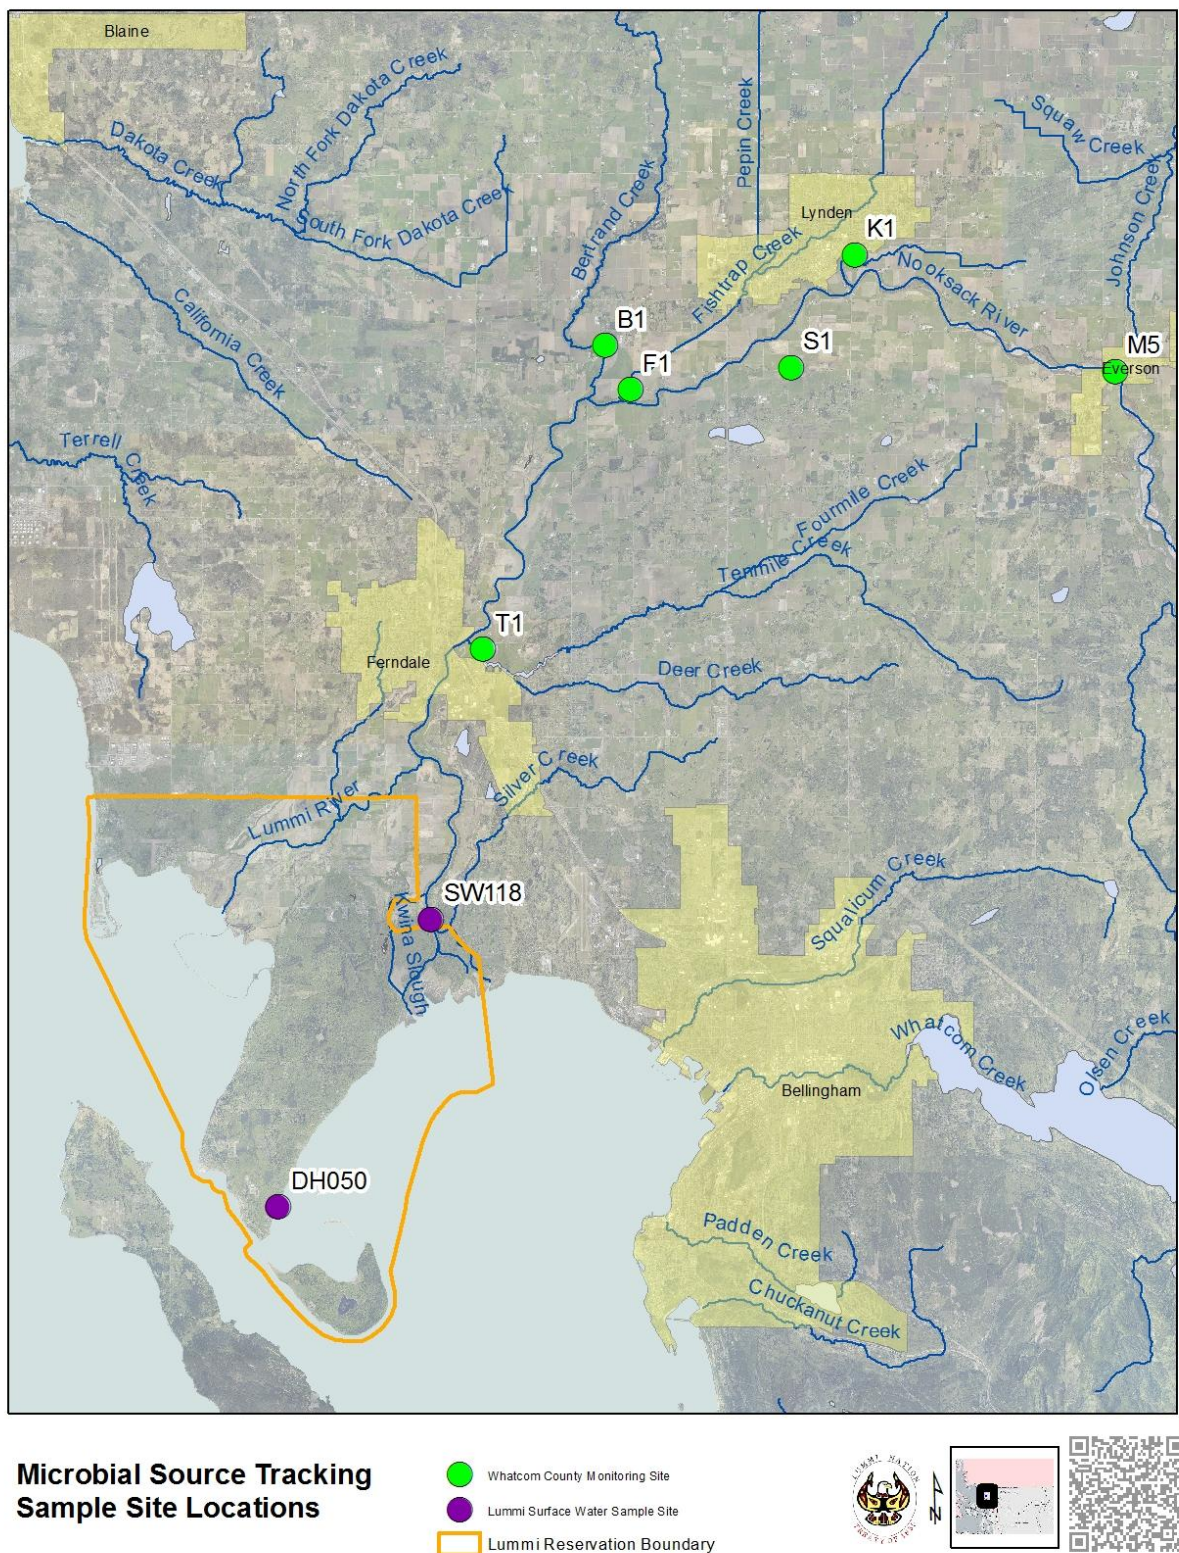 Blaine
North Fork Dakota Creek
Dakota Creek
South Fork Dakota Creek
Bertrand Creek
Pepin Creek
Squaw Creek
Johnson Creek
Lynden
K1
Fishtrap Creek
Nooksack River
California Creek
B1
F1
S1
M5
Everson
Terrell Creek
Fourmile Creek
Tenmile Creek
T1
Ferndale
Deer Creek
Silver Creek
Lummi River
SW118
Kwina Slough
Squalicum Creek
Whatcom Creek
Olsen Creek
Bellingham
DH050
Padden Creek
Chuckanut Creek
Microbial Source Tracking
Sample Site Locations
Whatcom County Monitoring Site
Lummi Surface Water Sample Site
Lummi Reservation Boundary
LUMMI NATION
N